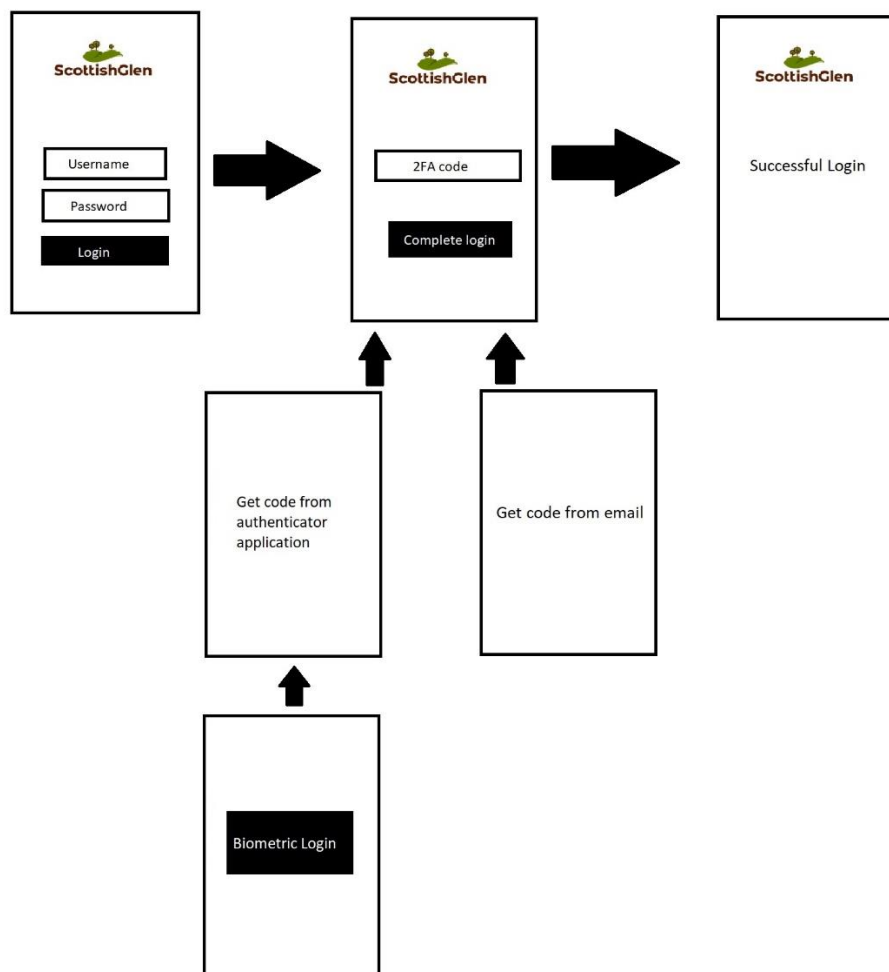 ScottishGlen
Username
Password
Login
ScottishGlen
2FA code
Complete login
ScottishGlen
Successful Login
Get code from
authenticator
application
Get code from email
Biometric Login